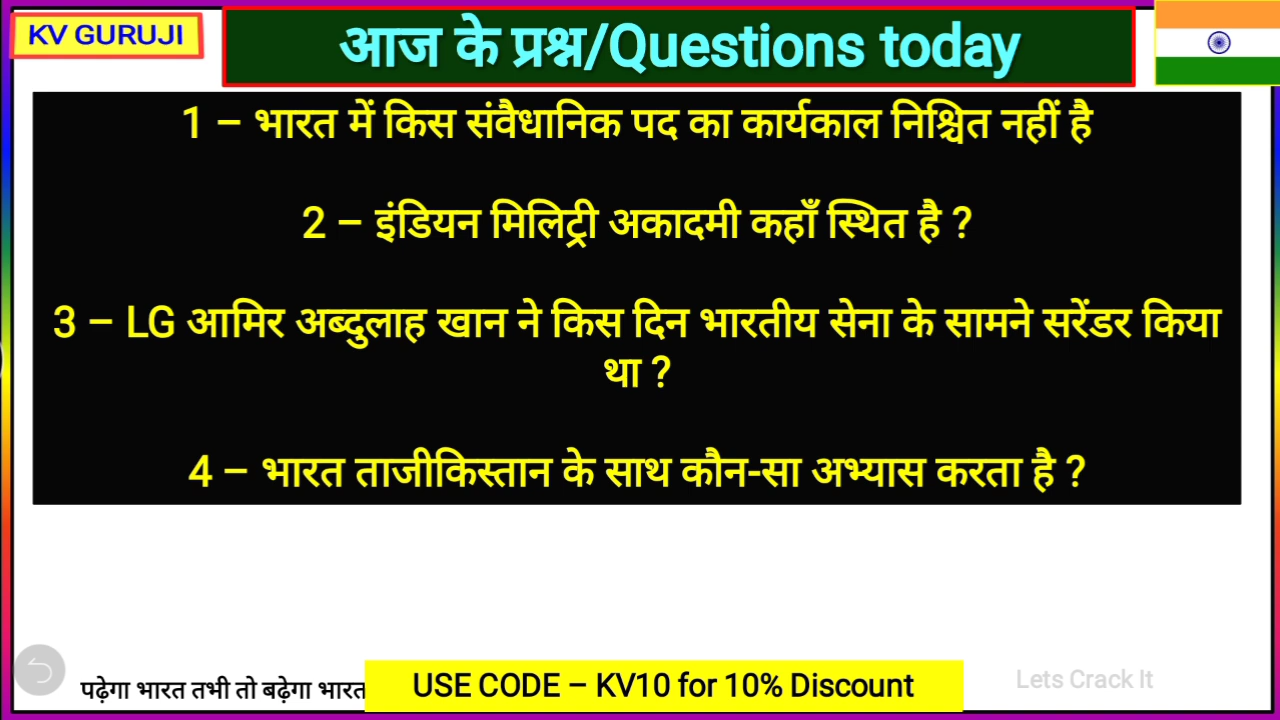 KV GURUJI
आज के प्रश्न/Questions today
1 – भारत में किस संवैधानिक पद का कार्यकाल निश्चित नहीं है
2 – इंडियन मिलिट्री अकादमी कहाँ स्थित है ?
3 – LG आमिर अब्दुलाह खान ने किस दिन भारतीय सेना के सामने सरेंडर किया
था ?
4 – भारत ताजीकिस्तान के साथ कौन-सा अभ्यास करता है ?
पढ़ेगा भारत तभी तो बढ़ेगा भारत
USE CODE – KV10 for 10% Discount
Lets Crack It